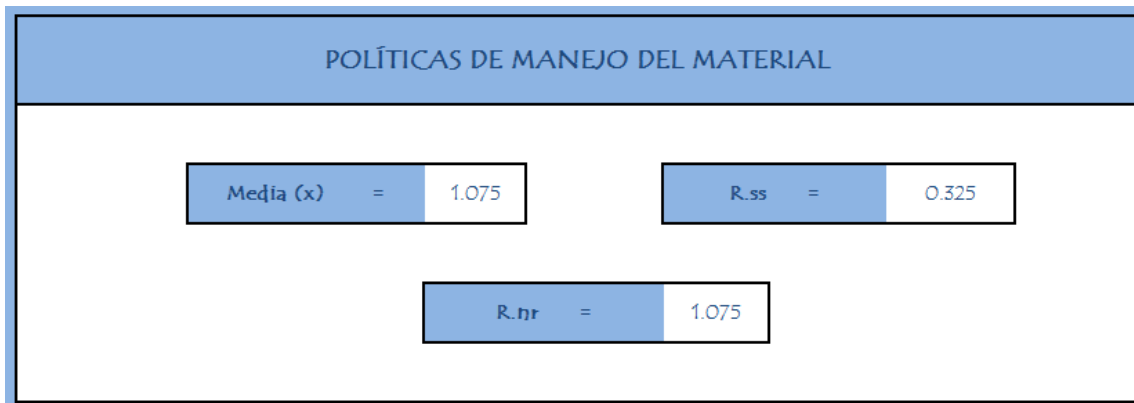 POLÍTICAS DE MANEJO DEL MATERIAL
Media (x) = 1.075
R.ss = 0.325
R.nr = 1.075